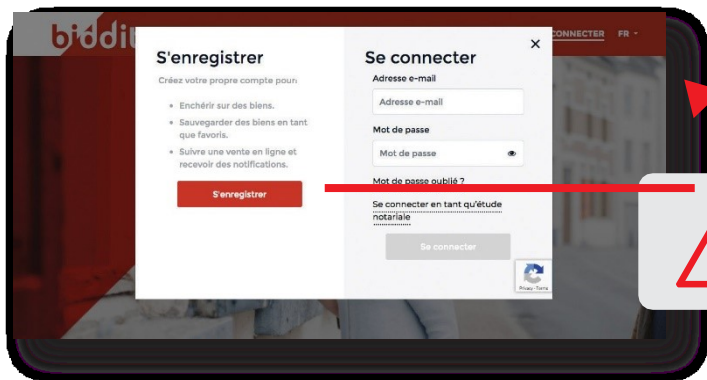 biddit
CONNECTER FR
S'enregistrer
Créez votre propre compte pour:
• Enchérir sur des biens.
• Sauvegarder des biens en tant
que favoris.
• Suivre une vente en ligne et
recevoir des notifications.
S'enregistrer
Se connecter
Adresse e-mail
Adresse e-mail
Mot de passe
Mot de passe
Mot de passe oublié ?
Se connecter en tant qu'étude
notariale
Se connecter
Privacy - Terms